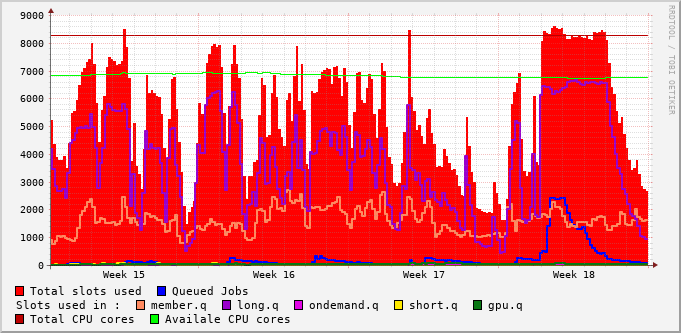 9000
8000
7000
6000
5000
4000
3000
2000
1000
0
Week 15 Week 16 Week 17 Week 18
RRDTOOL / TOBI OETIKER
Total slots used Queued Jobs
Slots used in : member.q long.q ondemand.q short.q gpu.q
Total CPU cores Availale CPU cores